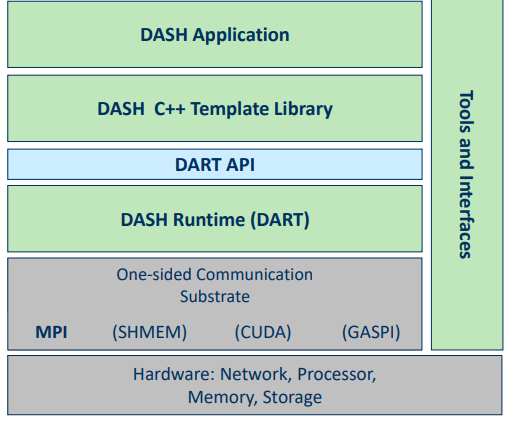 DASH Application
DASH C++ Template Library
DART API
DASH Runtime (DART)
One-sided Communication
Substrate
MPI (SHMEM) (CUDA) (GASPI)
Tools and Interfaces
Hardware: Network, Processor,
Memory, Storage